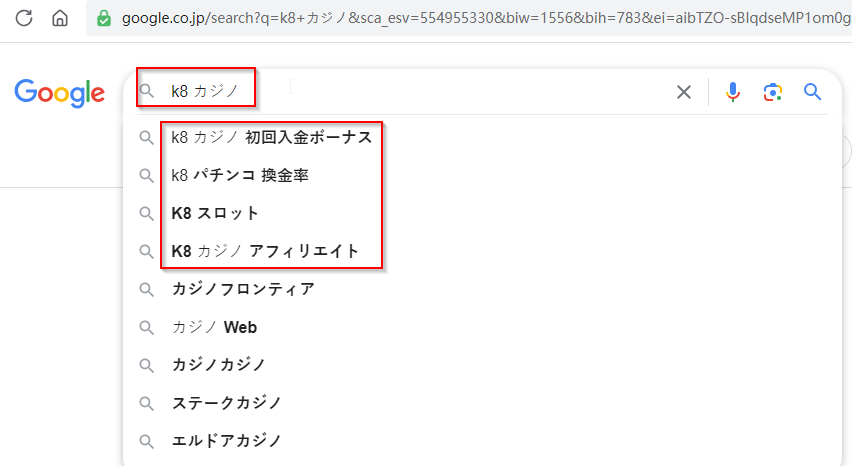 google.co.jp/search?q=k8+カジノ&sca_esv=554955330&biw=1556&bih=783&ei=aibTZO-sBIqdseMP1om0g
Google
k8 カジノ
k8 カジノ 初回入金ボーナス
k8 パチンコ 換金率
K8 スロット
K8 カジノ アフィリエイト
カジノフロンティア
カジノ Web
カジノカジノ
ステークカジノ
エルドアカジノ